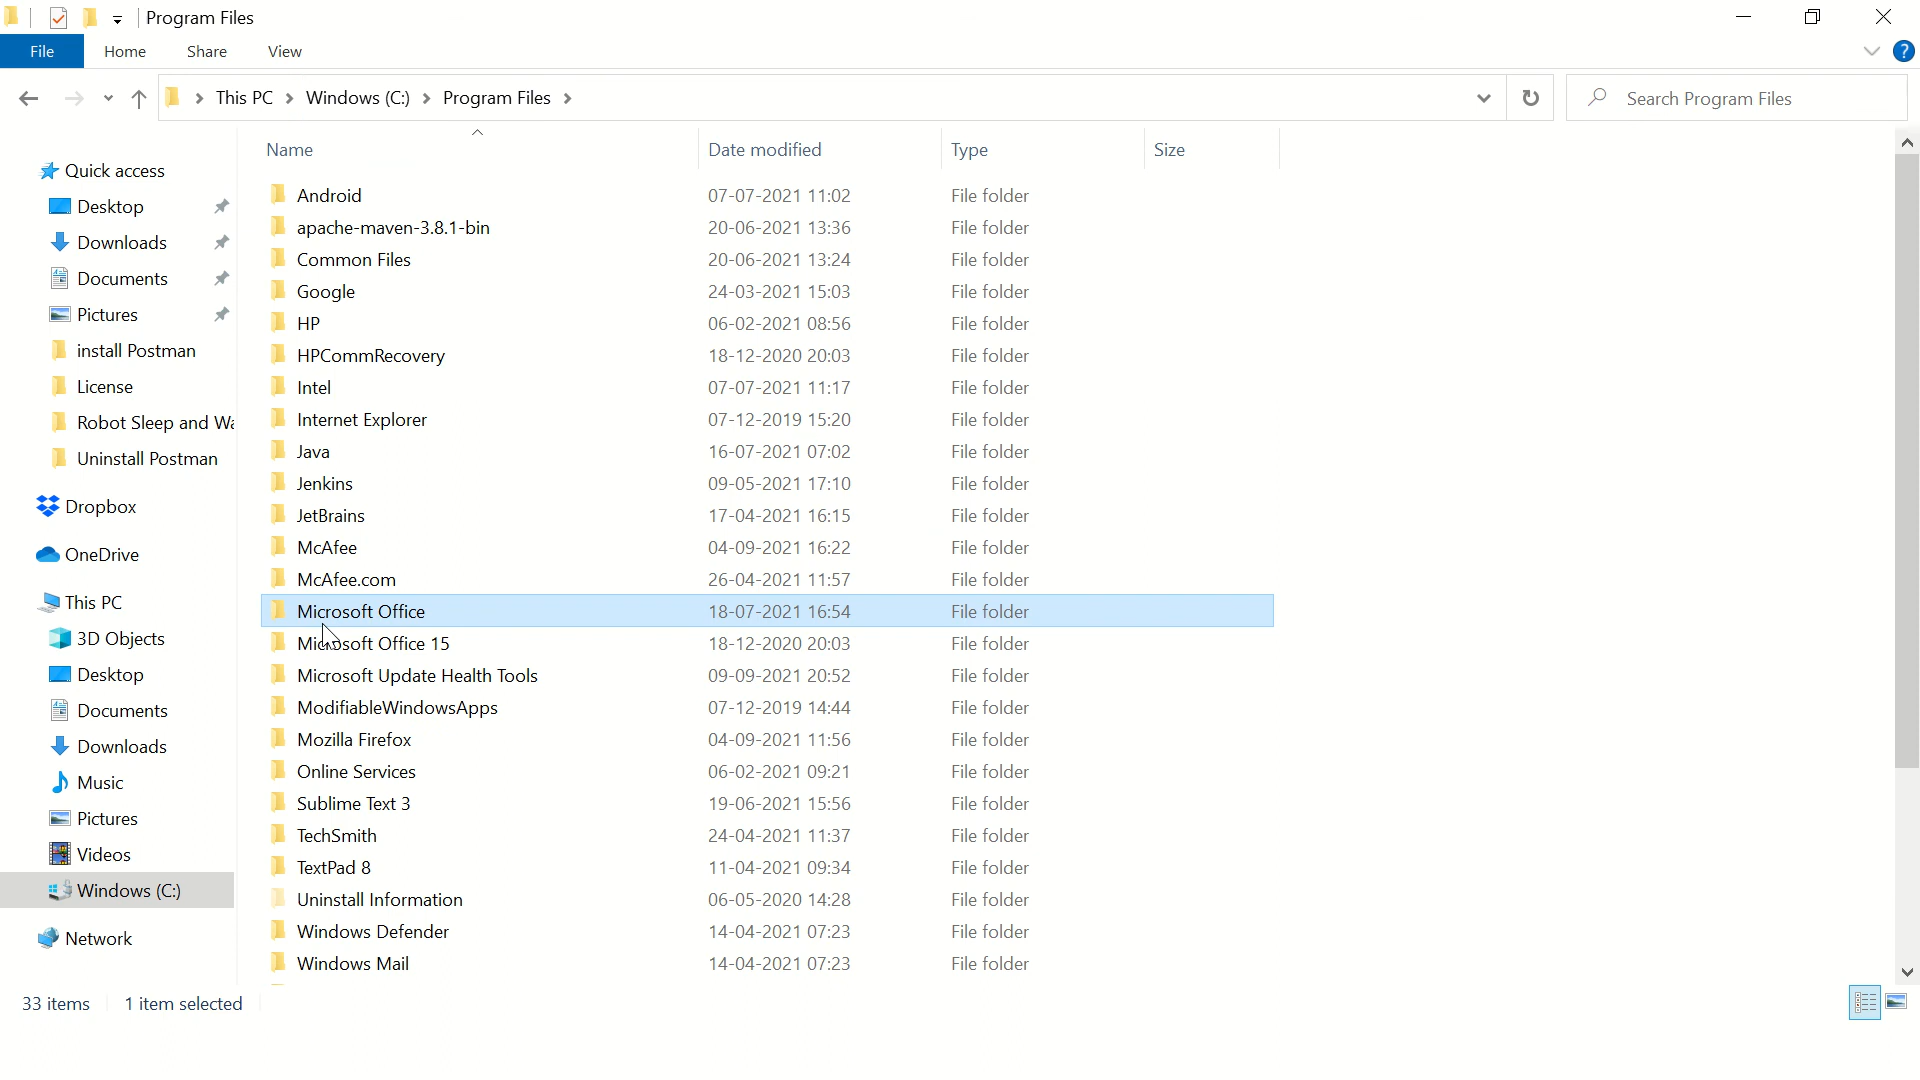 Program Files
File Home Share View
This PC Windows (C:) Program Files
Search Program Files
Name Date modified Type Size
Quick access
Desktop
Downloads
Documents
Pictures
install Postman
License
Robot Sleep and Wa
Uninstall Postman
Dropbox
OneDrive
This PC
3D Objects
Desktop
Documents
Downloads
Music
Pictures
Videos
Windows (C:)
Network
Android 07-07-2021 11:02 File folder
apache-maven-3.8.1-bin 20-06-2021 13:36 File folder
Common Files 20-06-2021 13:24 File folder
Google 24-03-2021 15:03 File folder
HP 06-02-2021 08:56 File folder
HPCommRecovery 18-12-2020 20:03 File folder
Intel 07-07-2021 11:17 File folder
Internet Explorer 07-12-2019 15:20 File folder
Java 16-07-2021 07:02 File folder
Jenkins 09-05-2021 17:10 File folder
JetBrains 17-04-2021 16:15 File folder
McAfee 04-09-2021 16:22 File folder
McAfee.com 26-04-2021 11:57 File folder
Microsoft Office 18-07-2021 16:54 File folder
Microsoft Office 15 18-12-2020 20:03 File folder
Microsoft Update Health Tools 09-09-2021 20:52 File folder
ModifiableWindowsApps 07-12-2019 14:44 File folder
Mozilla Firefox 04-09-2021 11:56 File folder
Online Services 06-02-2021 09:21 File folder
Sublime Text 3 19-06-2021 15:56 File folder
TechSmith 24-04-2021 11:37 File folder
TextPad 8 11-04-2021 09:34 File folder
Uninstall Information 06-05-2020 14:28 File folder
Windows Defender 14-04-2021 07:23 File folder
Windows Mail 14-04-2021 07:23 File folder
33 items 1 item selected